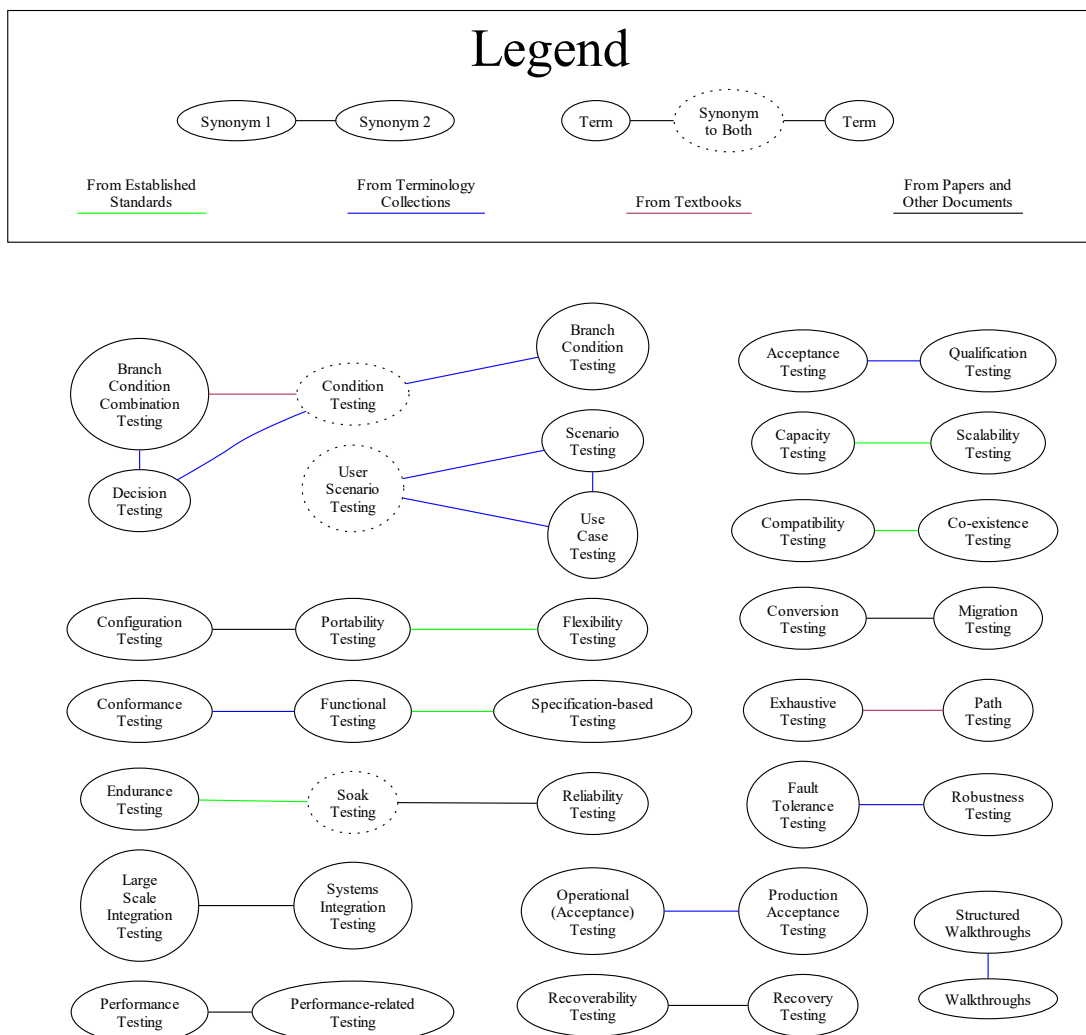 Legend
Synonym 1
Synonym 2
Term
Synonym
to Both
Term
From Established
Standards
From Terminology
Collections
From Textbooks
From Papers and
Other Documents
Branch
Condition
Combination
Testing
Condition
Testing
Branch
Condition
Testing
Decision
Testing
User
Scenario
Testing
Scenario
Testing
Use
Case
Testing
Acceptance
Testing
Qualification
Testing
Capacity
Testing
Scalability
Testing
Compatibility
Testing
Co-existence
Testing
Configuration
Testing
Portability
Testing
Flexibility
Testing
Conversion
Testing
Migration
Testing
Conformance
Testing
Functional
Testing
Specification-based
Testing
Exhaustive
Testing
Path
Testing
Endurance
Testing
Soak
Testing
Reliability
Testing
Fault
Tolerance
Testing
Robustness
Testing
Large
Scale
Integration
Testing
Systems
Integration
Testing
Operational
(Acceptance)
Testing
Production
Acceptance
Testing
Structured
Walkthroughs
Walkthroughs
Performance
Testing
Performance-related
Testing
Recoverability
Testing
Recovery
Testing